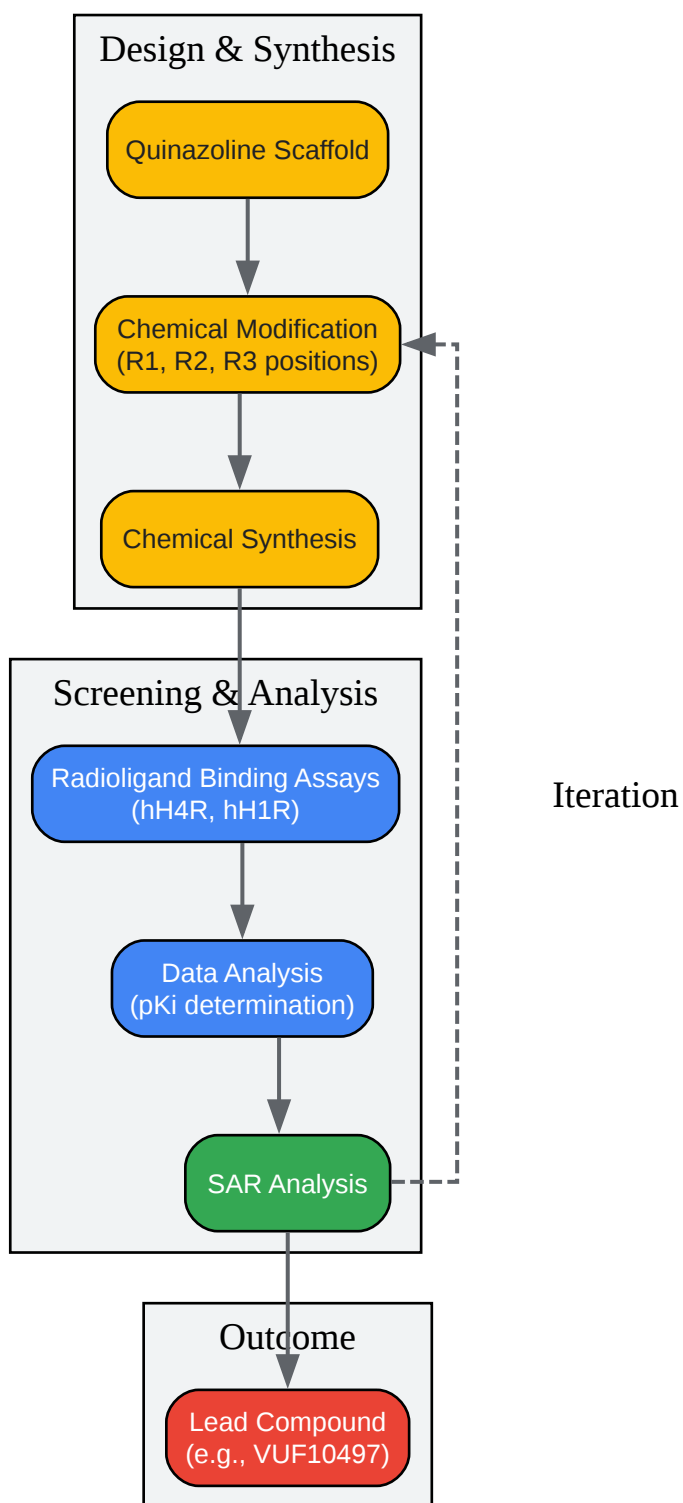 Design & Synthesis
Quinazoline Scaffold
Chemical Modification
(R1, R2, R3 positions)
Chemical Synthesis
Screening & Analysis
Radioligand Binding Assays
(hH4R, hH1R)
Iteration
Data Analysis
(pKi determination)
SAR Analysis
Outcome
Lead Compound
(e.g., VUF10497)